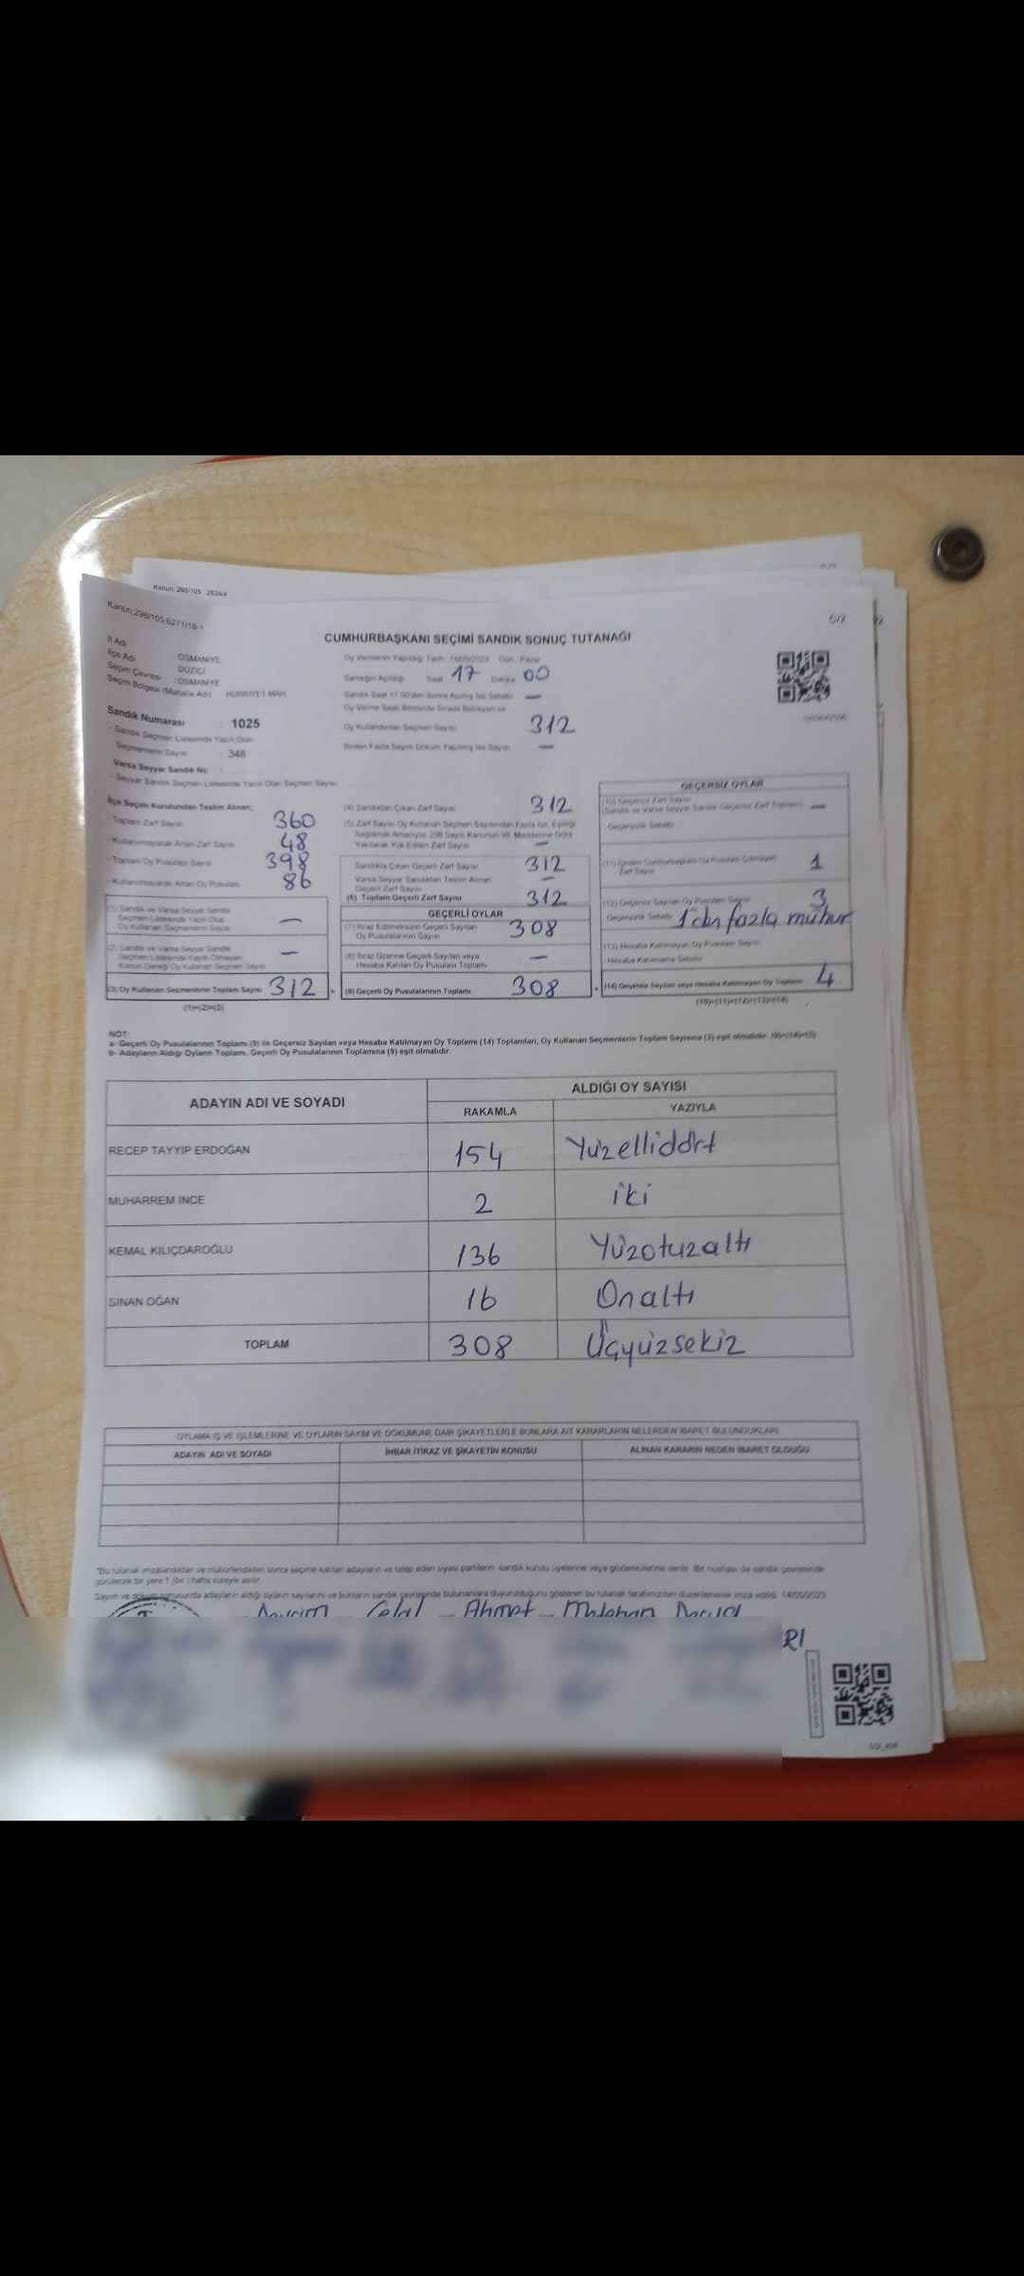 Kanun: 298/105
Kanun:298/105;6271/18-1
CUMHURBAŞKANI SEÇİMİ SANDIK SONUÇ TUTANAĞI
İl Adı : OSMANİYE
İlçe Adı : DÜZİÇİ
Seçim Çevresi : OSMANİYE
Seçim Bölgesi (Mahalle Adı) : HÜRRİYET MAH.
Sandık Numarası : 1025
- Sandık Seçmen Listesinde Yazılı Olan
Seçmenlerin Sayısı : 348
Varsa Seyyar Sandık No :
- Seyyar Sandık Seçmen Listesinde Yazılı Olan Seçmen Sayısı
Oy Vermenin Yapıldığı Tarih : 14/05/2023 Gün : Pazar
Sandığın Açıldığı Saat 17 Dakika 00
Sandık Saat 17.00'den Sonra Açılmış İse Sebebi —
Oy Verme Saati Bitiminde Sırada Bekleyen ve
Oy Kullandırılan Seçmen Sayısı 312
Birden Fazla Sayım Döküm Yapılmış İse Sayısı —
İlçe Seçim Kurulundan Teslim Alınan;
- Toplam Zarf Sayısı 360
- Kullanılmayarak Artan Zarf Sayısı 48
- Toplam Oy Pusulası Sayısı 398
- Kullanılmayarak Artan Oy Pusulası 86
(1) Sandık ve Varsa Seyyar Sandık
Seçmen Listesinde Yazılı Olup
Oy Kullanan Seçmenlerin Sayısı —
(2) Sandık ve Varsa Seyyar Sandık
Seçmen Listesinde Yazılı Olmayan
Kanun Gereği Oy Kullanan Seçmen Sayısı —
(3) Oy Kullanan Seçmenlerin Toplam Sayısı 312
(1)+(2)=(3)
(4) Sandıktan Çıkan Zarf Sayısı 312
(5) Zarf Sayısı Oy Kullanan Seçmen Sayısından Fazla İse, Eşitliği
Sağlamak Amacıyla, 298 Sayılı Kanunun 98. Maddesine Göre
Yakılarak Yok Edilen Zarf Sayısı —
Sandıkta Çıkan Geçerli Zarf Sayısı 312
Varsa Seyyar Sandıktan Teslim Alınan
Geçerli Zarf Sayısı —
(6) Toplam Geçerli Zarf Sayısı 312
GEÇERLİ OYLAR
(7) İtiraz Edilmeksizin Geçerli Sayılan
Oy Pusulalarının Sayısı 308
(8) İtiraz Üzerine Geçerli Sayılan veya
Hesaba Katılan Oy Pusulası Toplamı —
(9) Geçerli Oy Pusulalarının Toplamı 308
GEÇERSİZ OYLAR
(10) Geçersiz Zarf Sayısı
(Sandık ve Varsa Seyyar Sandık Geçersiz Zarf Toplamı) —
Geçersizlik Sebebi
(11) İçinden Cumhurbaşkanı Oy Pusulası Çıkmayan
Zarf Sayısı 1
(12) Geçersiz Sayılan Oy Pusulası Sayısı 3
Geçersizlik Sebebi 1'den fazla mühür
(13) Hesaba Katılmayan Oy Pusulası Sayısı
Hesaba Katılmama Sebebi
(14) Geçersiz Sayılan veya Hesaba Katılmayan Oy Toplamı 4
(10)+(11)+(12)+(13)=(14)
NOT:
a- Geçerli Oy Pusulalarının Toplamı (9) ile Geçersiz Sayılan veya Hesaba Katılmayan Oy Toplamı (14) Toplamları, Oy Kullanan Seçmenlerin Toplam Sayısına (3) eşit olmalıdır. (9)+(14)=(3)
b- Adayların Aldığı Oyların Toplamı, Geçerli Oy Pusulalarının Toplamına (9) eşit olmalıdır.
ADAYIN ADI VE SOYADI
ALDIĞI OY SAYISI
RAKAMLA YAZIYLA
RECEP TAYYİP ERDOĞAN 154 Yüzellidört
MUHARREM İNCE 2 iki
KEMAL KILIÇDAROĞLU 136 Yüzotuzaltı
SİNAN OĞAN 16 Onaltı
TOPLAM 308 Üçyüzsekiz
OYLAMA İŞ VE İŞLEMLERİNE VE OYLARIN SAYIM VE DÖKÜMÜNE DAİR ŞİKAYETLERLE BUNLARA AİT KARARLARIN NELERDEN İBARET BULUNDUKLARI
ADAYIN ADI VE SOYADI İHBAR İTİRAZ VE ŞİKAYETİN KONUSU ALINAN KARARIN NEDEN İBARET OLDUĞU
*Bu tutanak imzalandıktan ve mühürlendikten sonra seçime katılan adayların ve talep eden siyasi partilerin sandık kurulu üyelerine veya gözlemcilerine verilir. Bir nüshası da sandık çevresinde
görülecek bir yere 1 (bir) hafta süreyle asılır.
Sayım ve döküm sonucunda adayların aldığı oyların sayılarını ve bunların sandık çevresinde bulunanlara duyurulduğunu gösteren bu tutanak tarafımızdan düzenlenerek imza edildi. 14/05/2023
Celal Ahmet